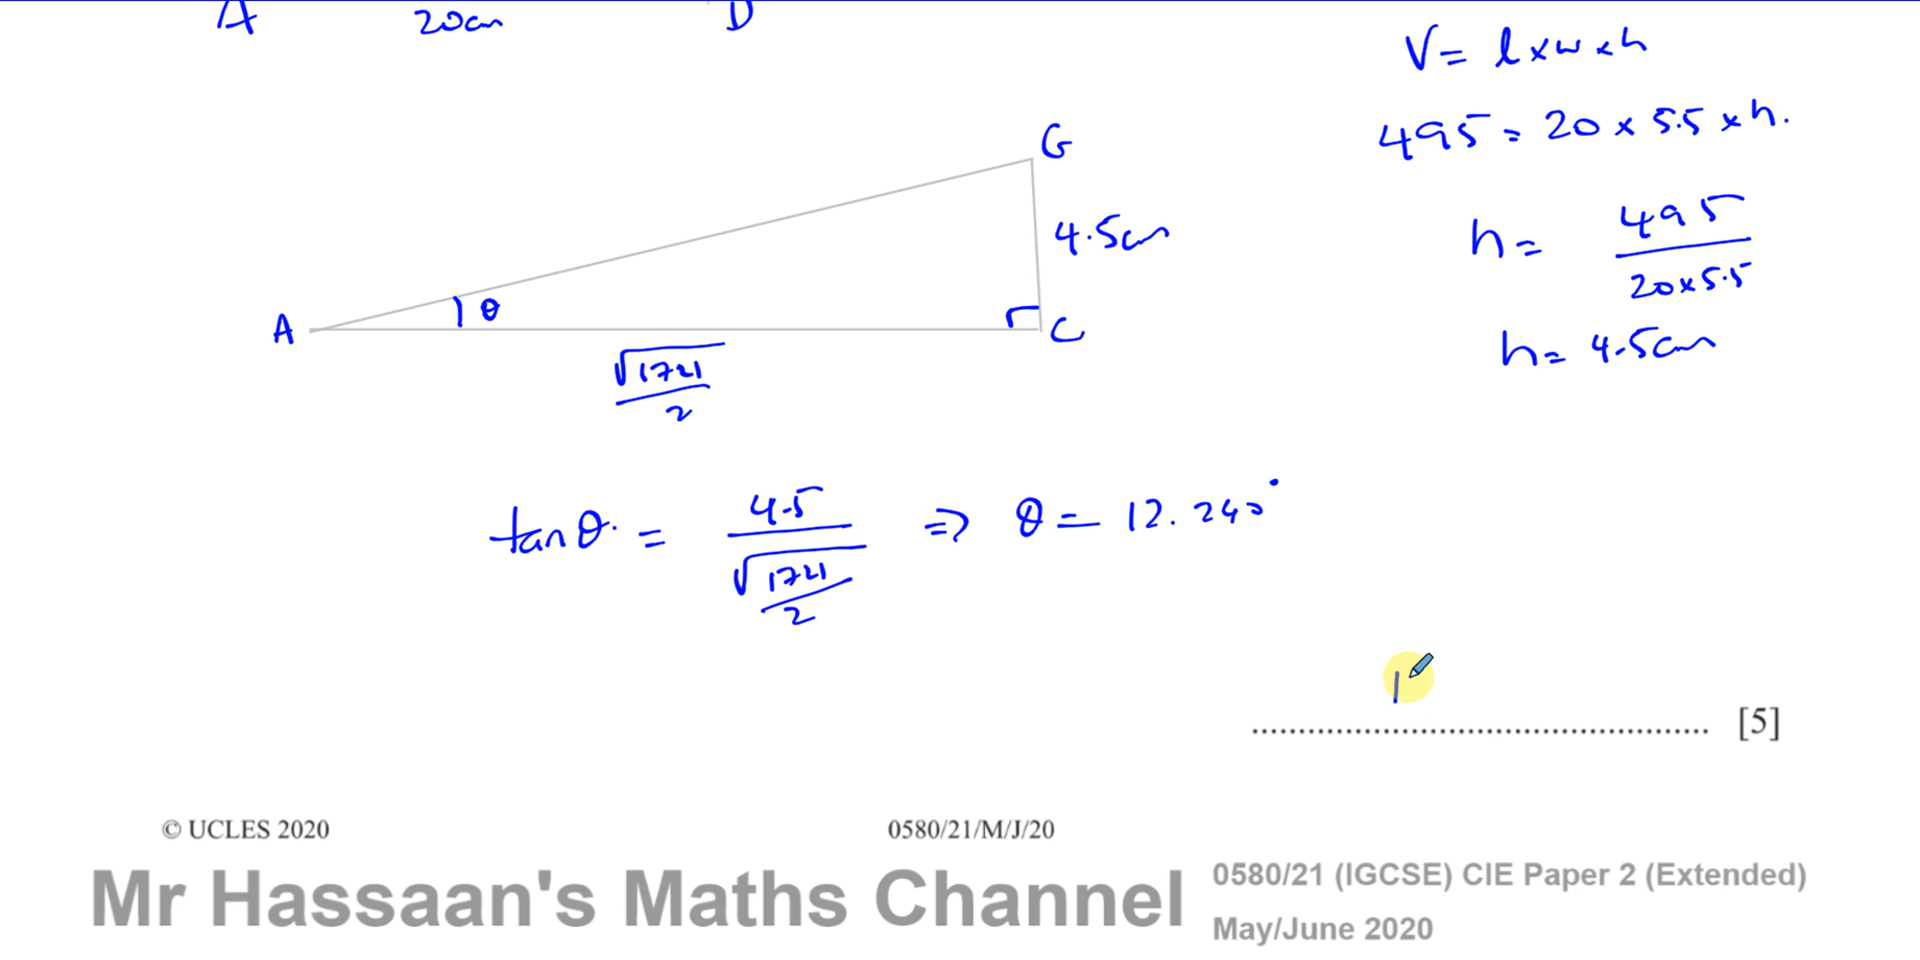 A 20cm D
V = l x w x h
495 = 20 x 5.5 x h.
G
4.5cm
h = 495 / 20 x 5.5
A θ C
h = 4.5cm
√1721 / 2
tan θ. = 4.5 / √1721 / 2 => θ = 12.240°
1
[5]
© UCLES 2020 0580/21/M/J/20
Mr Hassaan's Maths Channel
0580/21 (IGCSE) CIE Paper 2 (Extended)
May/June 2020